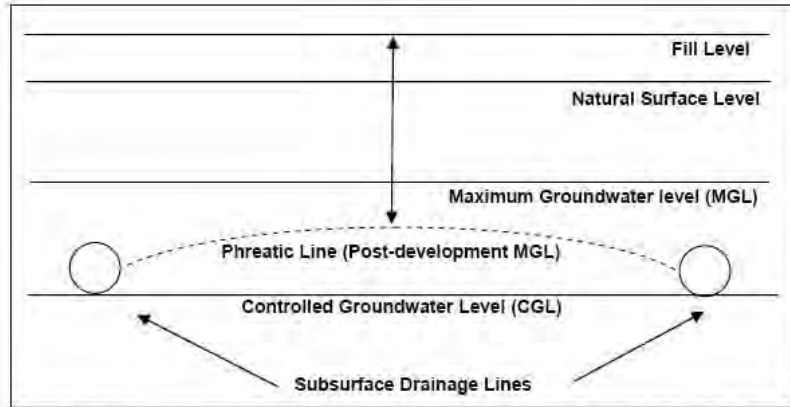 Fill Level
Natural Surface Level
Maximum Groundwater level (MGL)
Phreatic Line (Post-development MGL)
Controlled Groundwater Level (CGL)
Subsurface Drainage Lines